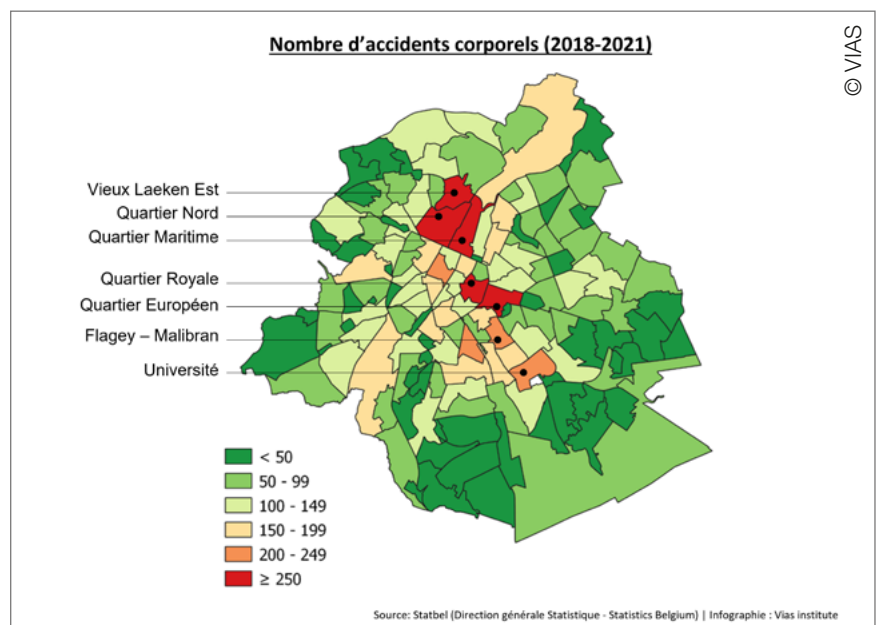 Nombre d'accidents corporels (2018-2021)
© VIAS
Vieux Laeken Est
Quartier Nord
Quartier Maritime
Quartier Royale
Quartier Européen
Flagey – Malibran
Université
< 50
50 - 99
100 - 149
150 - 199
200 - 249
≥ 250
Source: Statbel (Direction générale Statistique - Statistics Belgium) | Infographie : Vias institute